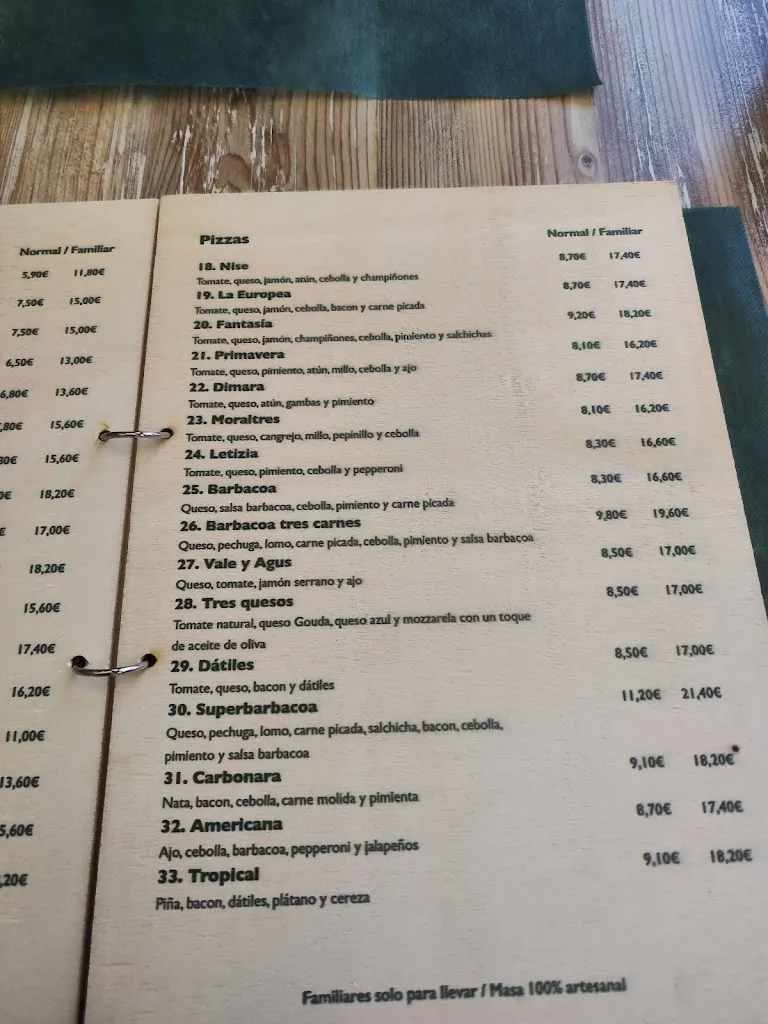 Normal / Familiar
5,90€ 11,80€
7,50€ 15,00€
7,50€ 15,00€
6,50€ 13,00€
6,80€ 13,60€
,80€ 15,60€
80€ 15,60€
0€ 18,20€
€ 17,00€
18,20€
15,60€
17,40€
16,20€
11,00€
13,60€
5,60€
,20€
Pizzas Normal / Familiar
18. Nise 8,70€ 17,40€
Tomate, queso, jamón, atún, cebolla y champiñones
19. La Europea 8,70€ 17,40€
Tomate, queso, jamón, cebolla, bacon y carne picada
20. Fantasía 9,20€ 18,20€
Tomate, queso, jamón, champiñones, cebolla, pimiento y salchichas
21. Primavera 8,10€ 16,20€
Tomate, queso, pimiento, atún, millo, cebolla y ajo
22. Dimara 8,70€ 17,40€
Tomate, queso, atún, gambas y pimiento
23. Moraltres 8,10€ 16,20€
Tomate, queso, cangrejo, millo, pepinillo y cebolla
24. Letizia 8,30€ 16,60€
Tomate, queso, pimiento, cebolla y pepperoni
25. Barbacoa 8,30€ 16,60€
Queso, salsa barbacoa, cebolla, pimiento y carne picada
26. Barbacoa tres carnes 9,80€ 19,60€
Queso, pechuga, lomo, carne picada, cebolla, pimiento y salsa barbacoa
27. Vale y Agus 8,50€ 17,00€
Queso, tomate, jamón serrano y ajo
28. Tres quesos 8,50€ 17,00€
Tomate natural, queso Gouda, queso azul y mozzarela con un toque
de aceite de oliva
29. Dátiles 8,50€ 17,00€
Tomate, queso, bacon y dátiles
30. Superbarbacoa 11,20€ 21,40€
Queso, pechuga, lomo, carne picada, salchicha, bacon, cebolla,
pimiento y salsa barbacoa
31. Carbonara 9,10€ 18,20€
Nata, bacon, cebolla, carne molida y pimienta
32. Americana 8,70€ 17,40€
Ajo, cebolla, barbacoa, pepperoni y jalapeños
33. Tropical 9,10€ 18,20€
Piña, bacon, dátiles, plátano y cereza
Familiares solo para llevar / Masa 100% artesanal